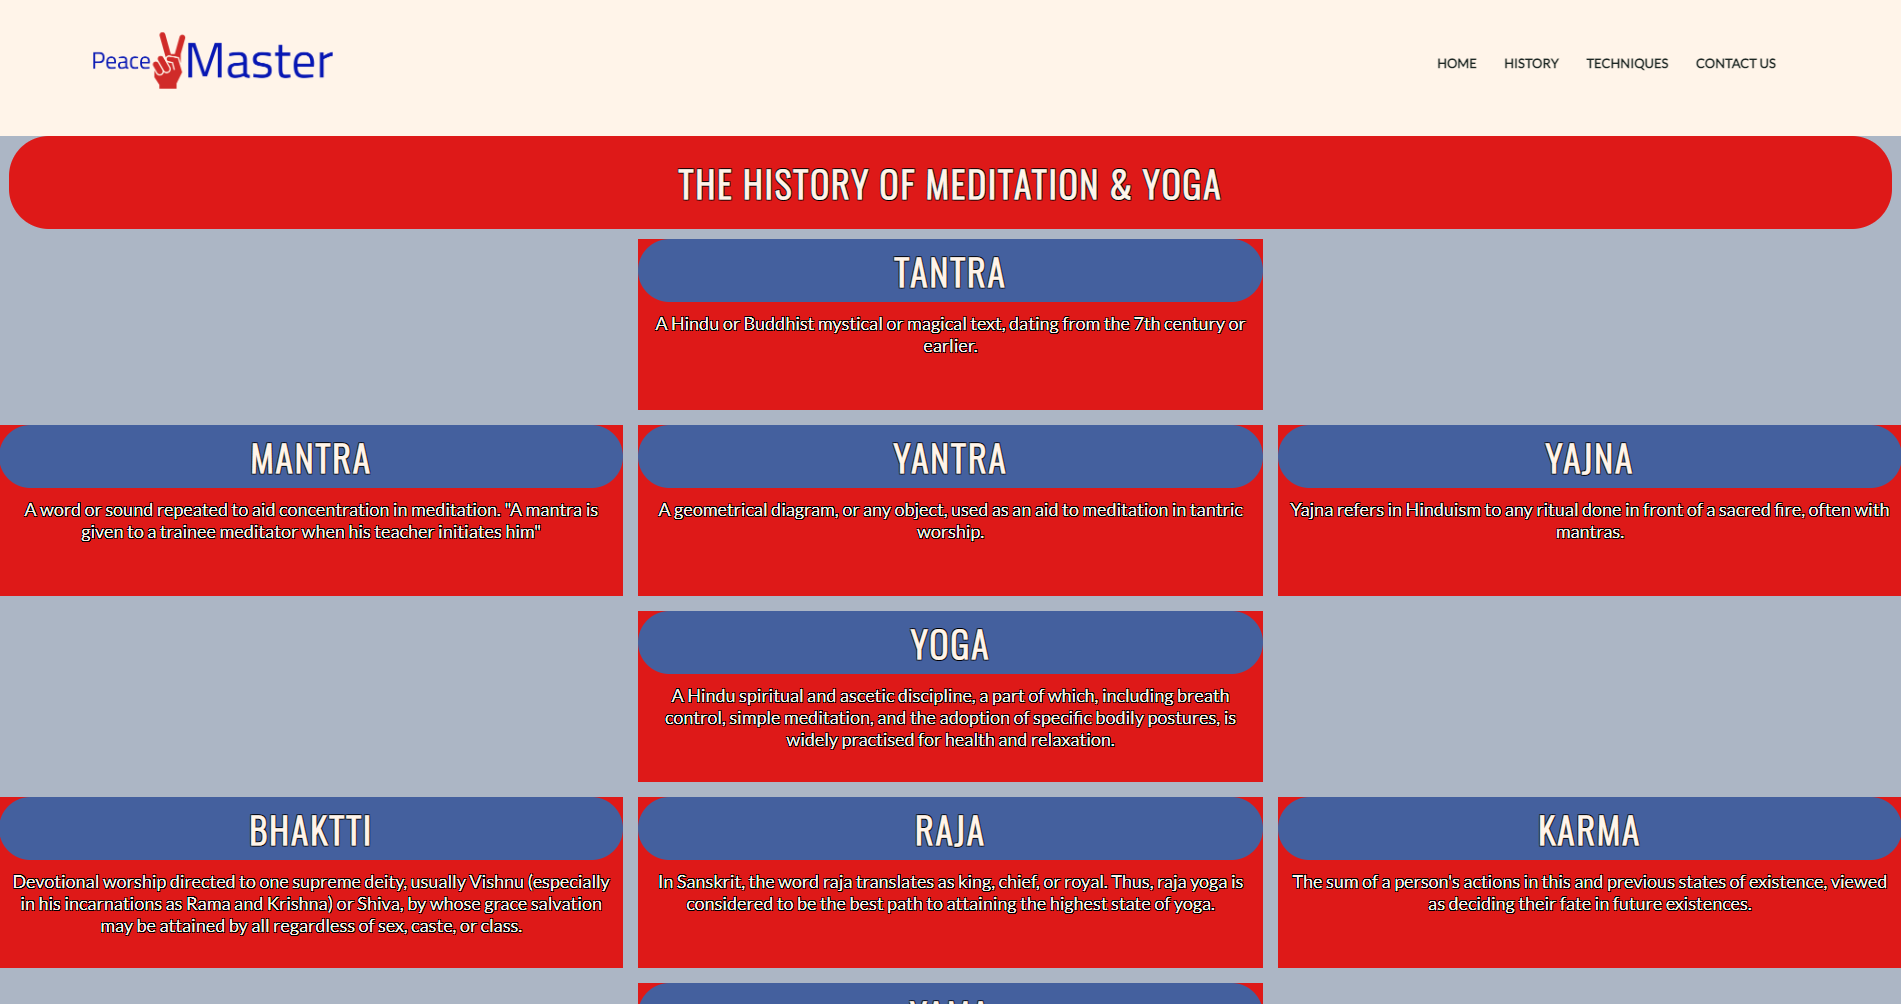 Peace Master
HOME HISTORY TECHNIQUES CONTACT US
THE HISTORY OF MEDITATION & YOGA
TANTRA
A Hindu or Buddhist mystical or magical text, dating from the 7th century or
earlier.
MANTRA
A word or sound repeated to aid concentration in meditation. "A mantra is
given to a trainee meditator when his teacher initiates him"
YANTRA
A geometrical diagram, or any object, used as an aid to meditation in tantric
worship.
YAJNA
Yajna refers in Hinduism to any ritual done in front of a sacred fire, often with
mantras.
YOGA
A Hindu spiritual and ascetic discipline, a part of which, including breath
control, simple meditation, and the adoption of specific bodily postures, is
widely practised for health and relaxation.
BHAKTTI
Devotional worship directed to one supreme deity, usually Vishnu (especially
in his incarnations as Rama and Krishna) or Shiva, by whose grace salvation
may be attained by all regardless of sex, caste, or class.
RAJA
In Sanskrit, the word raja translates as king, chief, or royal. Thus, raja yoga is
considered to be the best path to attaining the highest state of yoga.
KARMA
The sum of a person's actions in this and previous states of existence, viewed
as deciding their fate in future existences.